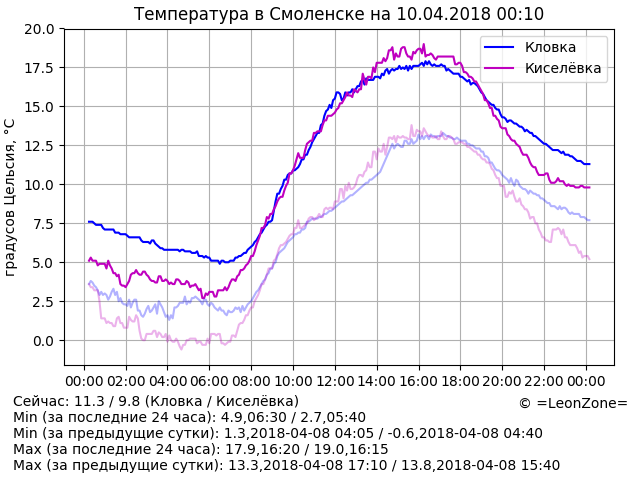 Температура в Смоленске на 10.04.2018 00:10
20.0
17.5
15.0
12.5
10.0
7.5
5.0
2.5
0.0
градусов Цельсия, °C
Кловка
Киселёвка
00:00 02:00 04:00 06:00 08:00 10:00 12:00 14:00 16:00 18:00 20:00 22:00 00:00
Сейчас: 11.3 / 9.8 (Кловка / Киселёвка)
© =LeonZone=
Min (за последние 24 часа): 4.9,06:30 / 2.7,05:40
Min (за предыдущие сутки): 1.3,2018-04-08 04:05 / -0.6,2018-04-08 04:40
Max (за последние 24 часа): 17.9,16:20 / 19.0,16:15
Max (за предыдущие сутки): 13.3,2018-04-08 17:10 / 13.8,2018-04-08 15:40